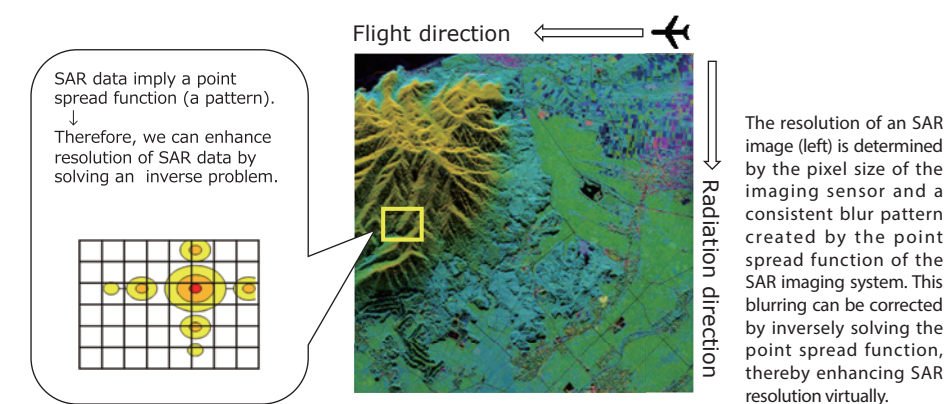 Flight direction
SAR data imply a point
spread function (a pattern).
↓
Therefore, we can enhance
resolution of SAR data by
solving an inverse problem.
Radiation direction
The resolution of an SAR
image (left) is determined
by the pixel size of the
imaging sensor and a
consistent blur pattern
created by the point
spread function of the
SAR imaging system. This
blurring can be corrected
by inversely solving the
point spread function,
thereby enhancing SAR
resolution virtually.